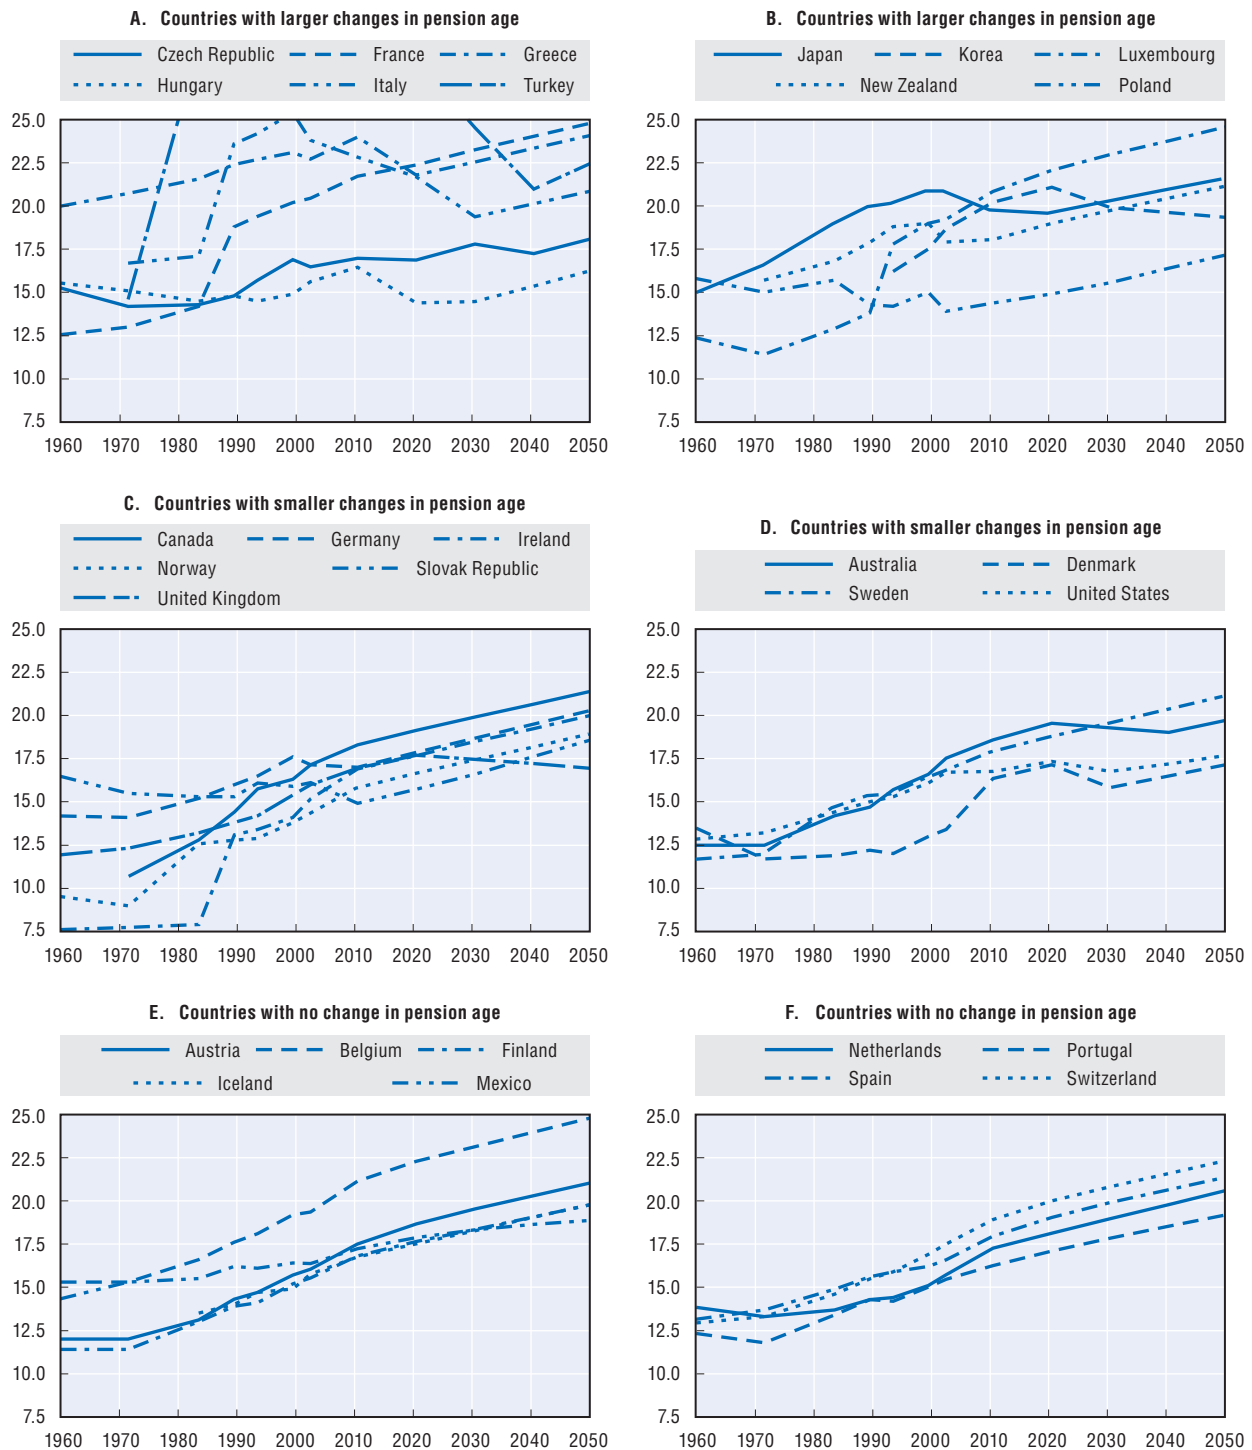 A. Countries with larger changes in pension age
Czech Republic France Greece
Hungary Italy Turkey
25.0
22.5
20.0
17.5
15.0
12.5
10.0
7.5
1960 1970 1980 1990 2000 2010 2020 2030 2040 2050
B. Countries with larger changes in pension age
Japan Korea Luxembourg
New Zealand Poland
25.0
22.5
20.0
17.5
15.0
12.5
10.0
7.5
1960 1970 1980 1990 2000 2010 2020 2030 2040 2050
C. Countries with smaller changes in pension age
Canada Germany Ireland
Norway Slovak Republic
United Kingdom
25.0
22.5
20.0
17.5
15.0
12.5
10.0
7.5
1960 1970 1980 1990 2000 2010 2020 2030 2040 2050
D. Countries with smaller changes in pension age
Australia Denmark
Sweden United States
25.0
22.5
20.0
17.5
15.0
12.5
10.0
7.5
1960 1970 1980 1990 2000 2010 2020 2030 2040 2050
E. Countries with no change in pension age
Austria Belgium Finland
Iceland Mexico
25.0
22.5
20.0
17.5
15.0
12.5
10.0
7.5
1960 1970 1980 1990 2000 2010 2020 2030 2040 2050
F. Countries with no change in pension age
Netherlands Portugal
Spain Switzerland
25.0
22.5
20.0
17.5
15.0
12.5
10.0
7.5
1960 1970 1980 1990 2000 2010 2020 2030 2040 2050